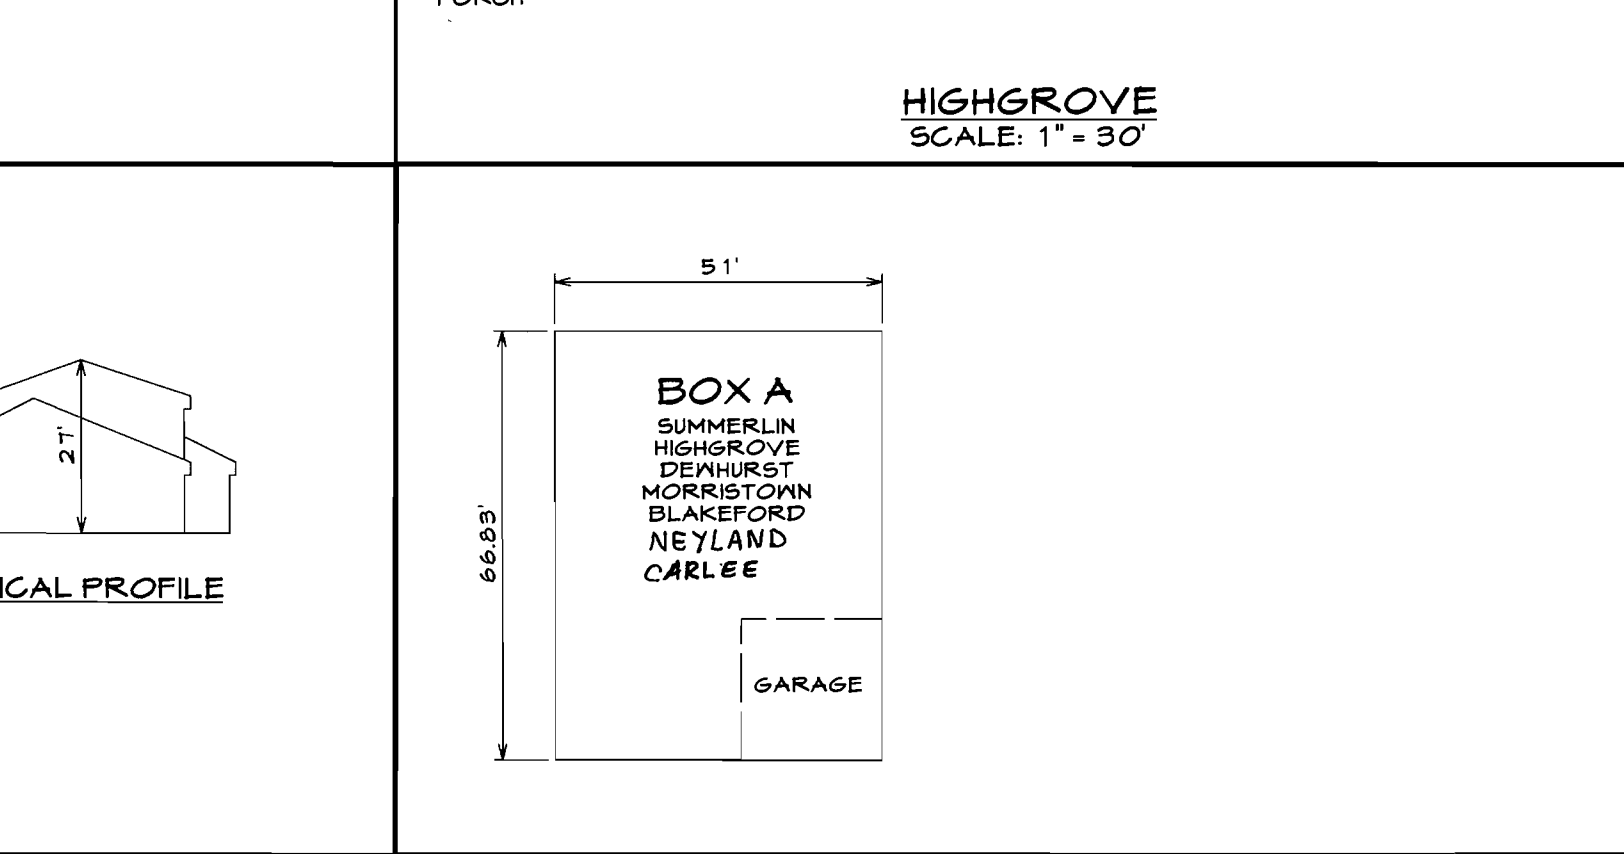 PORCH
HIGHGROVE
SCALE: 1" = 30'
51'
BOX A
SUMMERLIN
HIGHGROVE
DEWHURST
MORRISTOWN
BLAKEFORD
NEYLAND
CARLEE
66.83'
GARAGE
27'
ICAL PROFILE